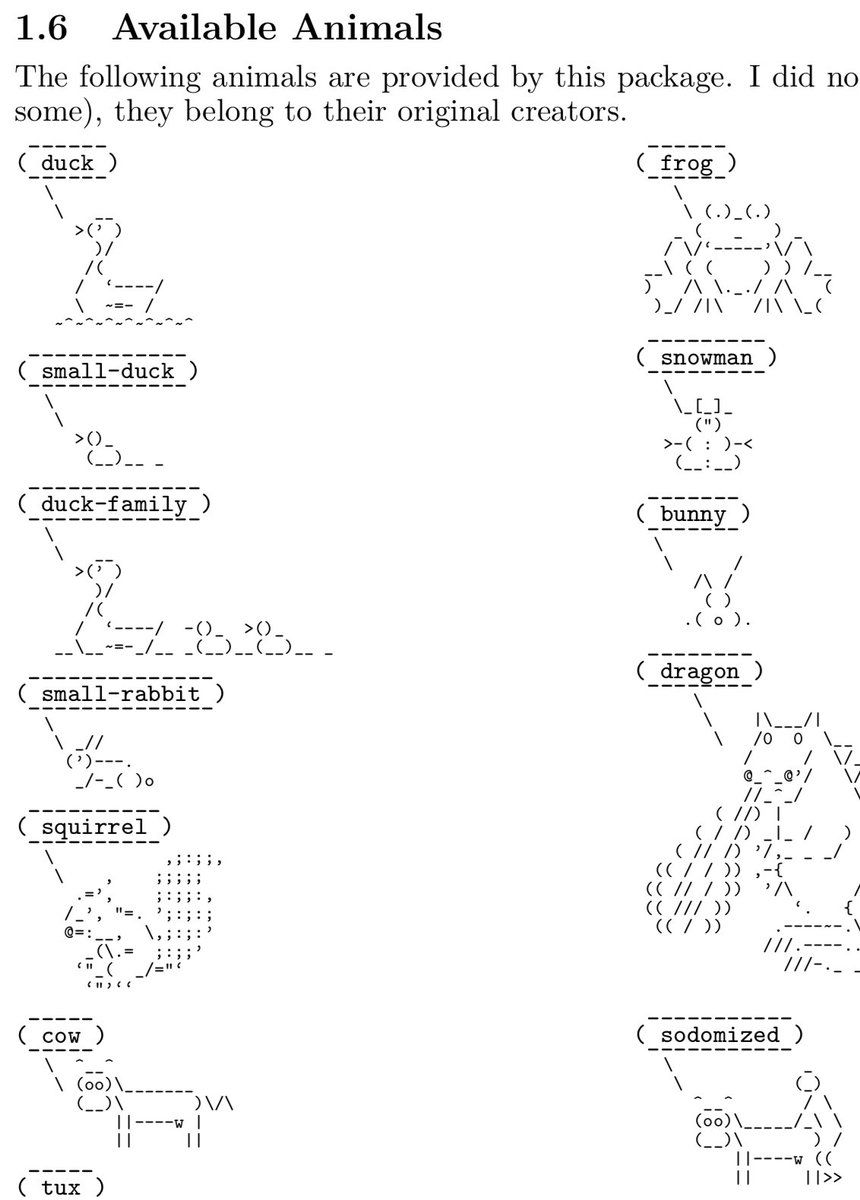 1.6 Available Animals
The following animals are provided by this package. I did no
some), they belong to their original creators.
( duck )
( frog )
( small-duck )
( snowman )
( duck-family )
( bunny )
( small-rabbit )
( dragon )
( squirrel )
( cow )
( sodomized )
( tux )